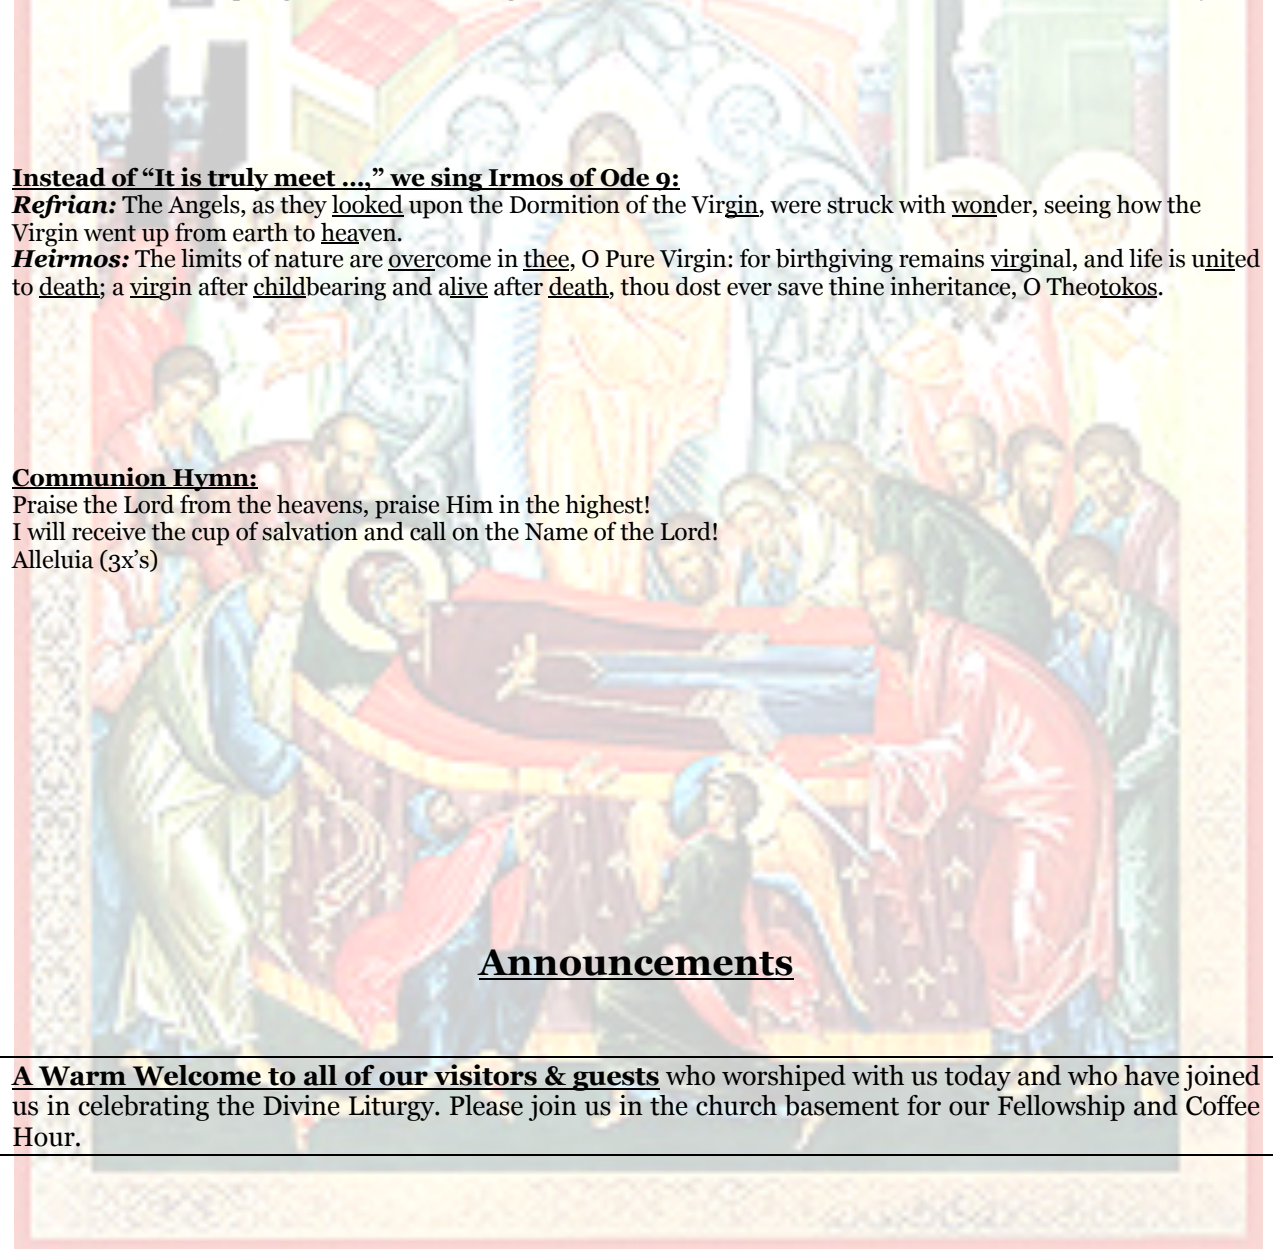 Instead of “It is truly meet …,” we sing Irmos of Ode 9:
Refrian: The Angels, as they looked upon the Dormition of the Virgin, were struck with wonder, seeing how the
Virgin went up from earth to heaven.
Heirmos: The limits of nature are overcome in thee, O Pure Virgin: for birthgiving remains virginal, and life is united
to death; a virgin after childbearing and alive after death, thou dost ever save thine inheritance, O Theotokos.
Communion Hymn:
Praise the Lord from the heavens, praise Him in the highest!
I will receive the cup of salvation and call on the Name of the Lord!
Alleluia (3x’s)
Announcements
A Warm Welcome to all of our visitors & guests who worshiped with us today and who have joined
us in celebrating the Divine Liturgy. Please join us in the church basement for our Fellowship and Coffee
Hour.